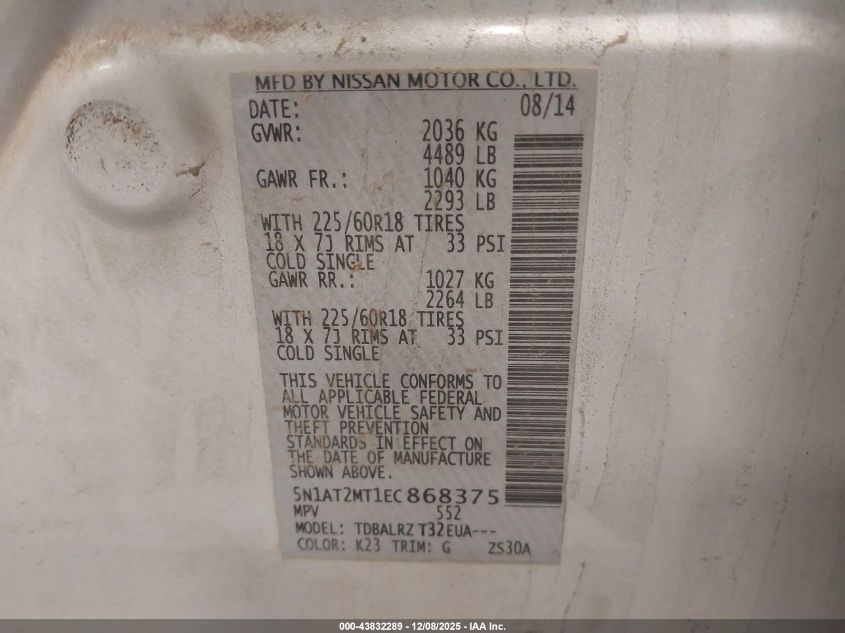 MFD BY NISSAN MOTOR CO., LTD.
DATE: 08/14
GVWR: 2036 KG
4489 LB
GAWR FR.: 1040 KG
2293 LB
WITH 225/60R18 TIRES
18 X 7J RIMS AT 33 PSI
COLD SINGLE
GAWR RR.: 1027 KG
2264 LB
WITH 225/60R18 TIRES
18 X 7J RIMS AT 33 PSI
COLD SINGLE
THIS VEHICLE CONFORMS TO
ALL APPLICABLE FEDERAL
MOTOR VEHICLE SAFETY AND
THEFT PREVENTION
STANDARDS IN EFFECT ON
THE DATE OF MANUFACTURE
SHOWN ABOVE.
5N1AT2MT1EC868375
MPV 552
MODEL: TDBALRZ T32EUA---
COLOR: K23 TRIM: G ZS30A
000-43832289 - 12/08/2025 - IAA Inc.